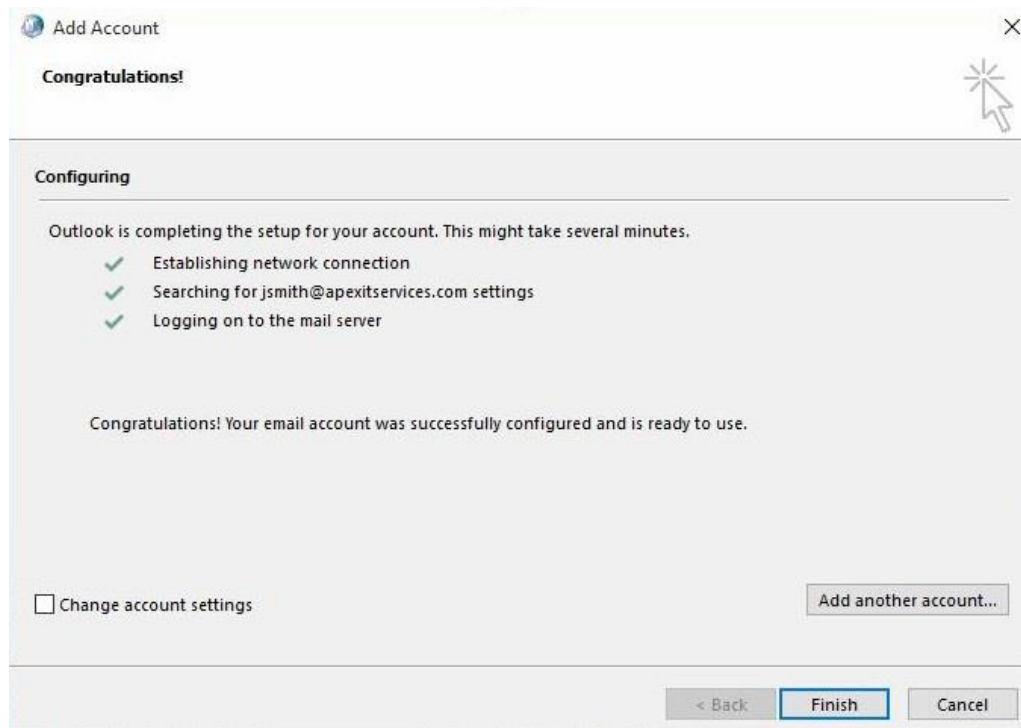 Add Account
Congratulations!
Configuring
Outlook is completing the setup for your account. This might take several minutes.
Establishing network connection
Searching for jsmith@apexitservices.com settings
Logging on to the mail server
Congratulations! Your email account was successfully configured and is ready to use.
Change account settings
Add another account...
< Back
Finish
Cancel